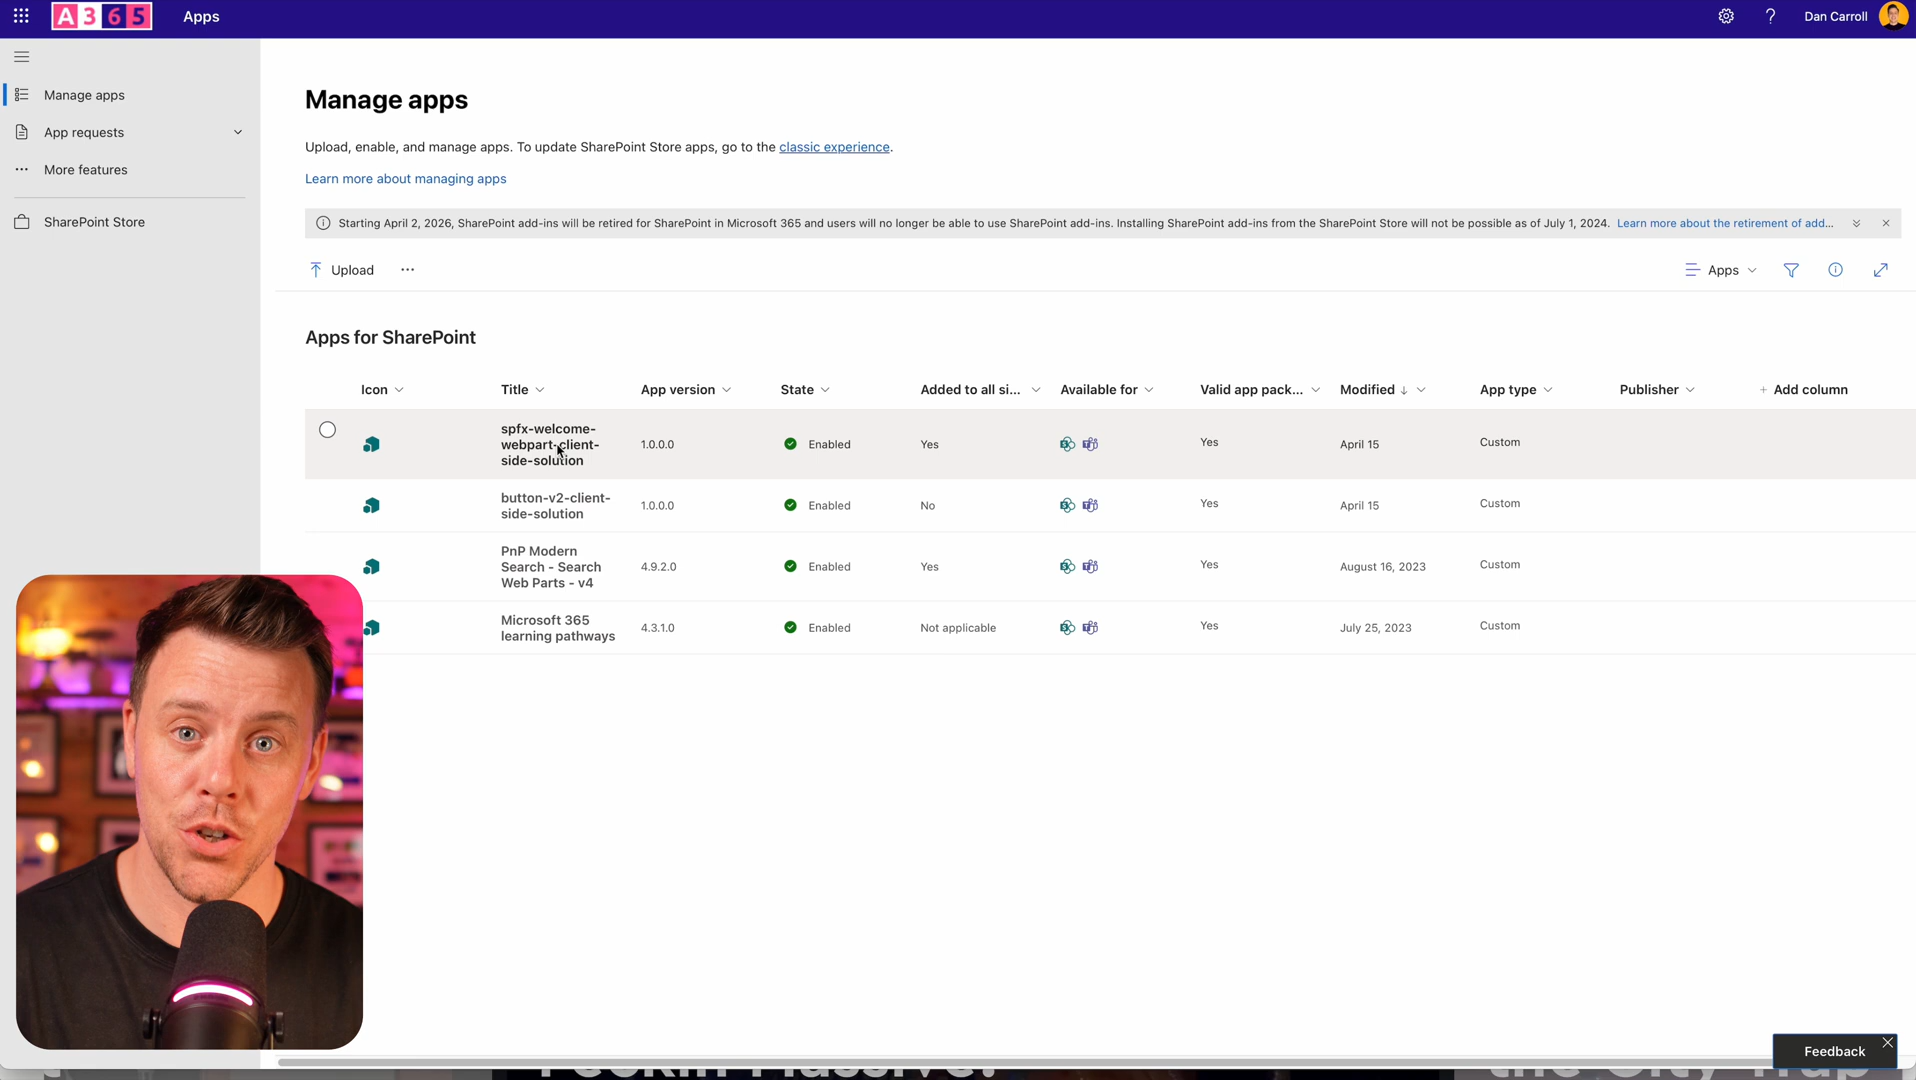 A365
Apps
Dan Carroll
Manage apps
App requests
More features
SharePoint Store
Manage apps
Upload, enable, and manage apps. To update SharePoint Store apps, go to the classic experience.
Learn more about managing apps
Starting April 2, 2026, SharePoint add-ins will be retired for SharePoint in Microsoft 365 and users will no longer be able to use SharePoint add-ins. Installing SharePoint add-ins from the SharePoint Store will not be possible as of July 1, 2024. Learn more about the retirement of add...
Upload
Apps
Apps for SharePoint
Icon Title App version State Added to all si... Available for Valid app pack... Modified App type Publisher + Add column
spfx-welcome-
webpart-client-
side-solution
1.0.0.0 Enabled Yes Yes April 15 Custom
button-v2-client-
side-solution
1.0.0.0 Enabled No Yes April 15 Custom
PnP Modern
Search - Search
Web Parts - v4
4.9.2.0 Enabled Yes Yes August 16, 2023 Custom
Microsoft 365
learning pathways
4.3.1.0 Enabled Not applicable Yes July 25, 2023 Custom
Feedback